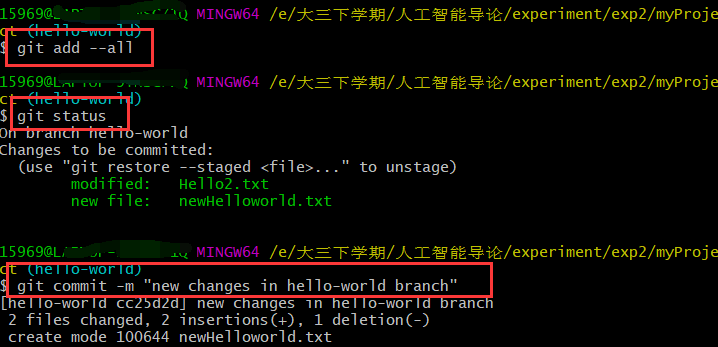 15969@ MINGW64 /e/大三下学期/人工智能导论/experiment/exp2/myProje
ct (hello-world)
$ git add --all
15969@ MINGW64 /e/大三下学期/人工智能导论/experiment/exp2/myProje
ct (hello-world)
$ git status
On branch hello-world
Changes to be committed:
(use "git restore --staged <file>..." to unstage)
modified: Hello2.txt
new file: newHelloworld.txt
15969@ MINGW64 /e/大三下学期/人工智能导论/experiment/exp2/myProje
ct (hello-world)
$ git commit -m "new changes in hello-world branch"
[hello-world cc25d2d] new changes in hello-world branch
2 files changed, 2 insertions(+), 1 deletion(-)
create mode 100644 newHelloworld.txt